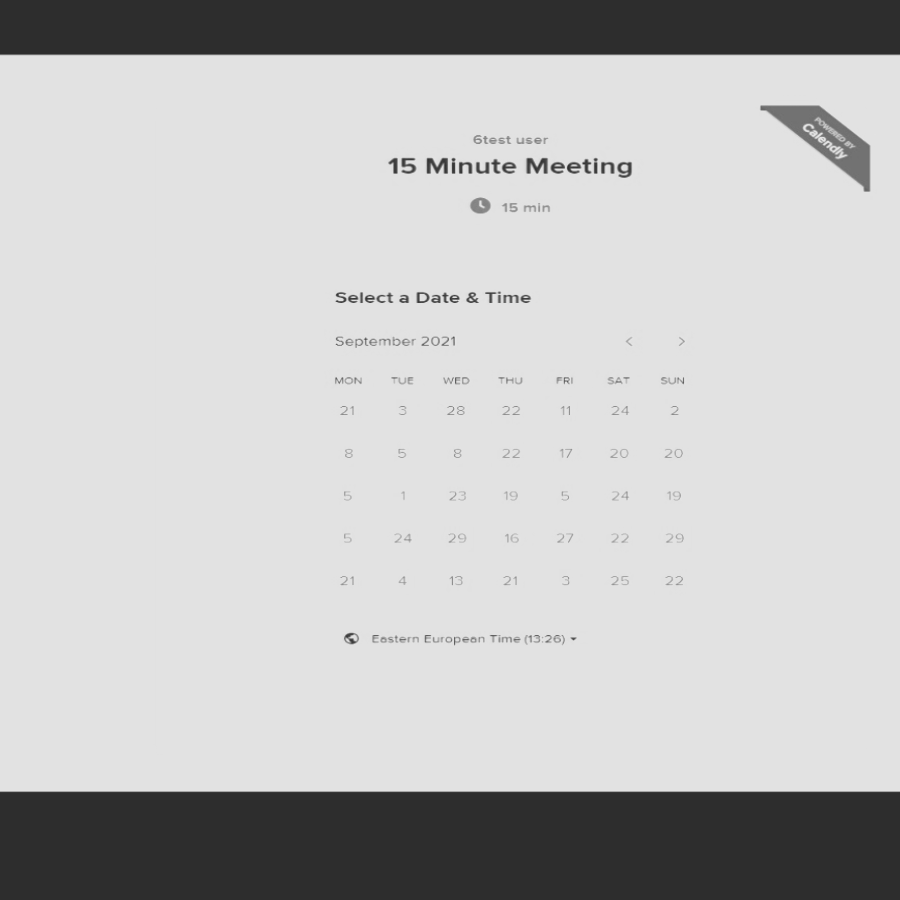 POWERED BY
Calendly
6test user
15 Minute Meeting
15 min
Select a Date & Time
September 2021
MON TUE WED THU FRI SAT SUN
21 3 28 22 11 24 2
8 5 8 22 17 20 20
5 1 23 19 5 24 19
5 24 29 16 27 22 29
21 4 13 21 3 25 22
Eastern European Time (13:26)